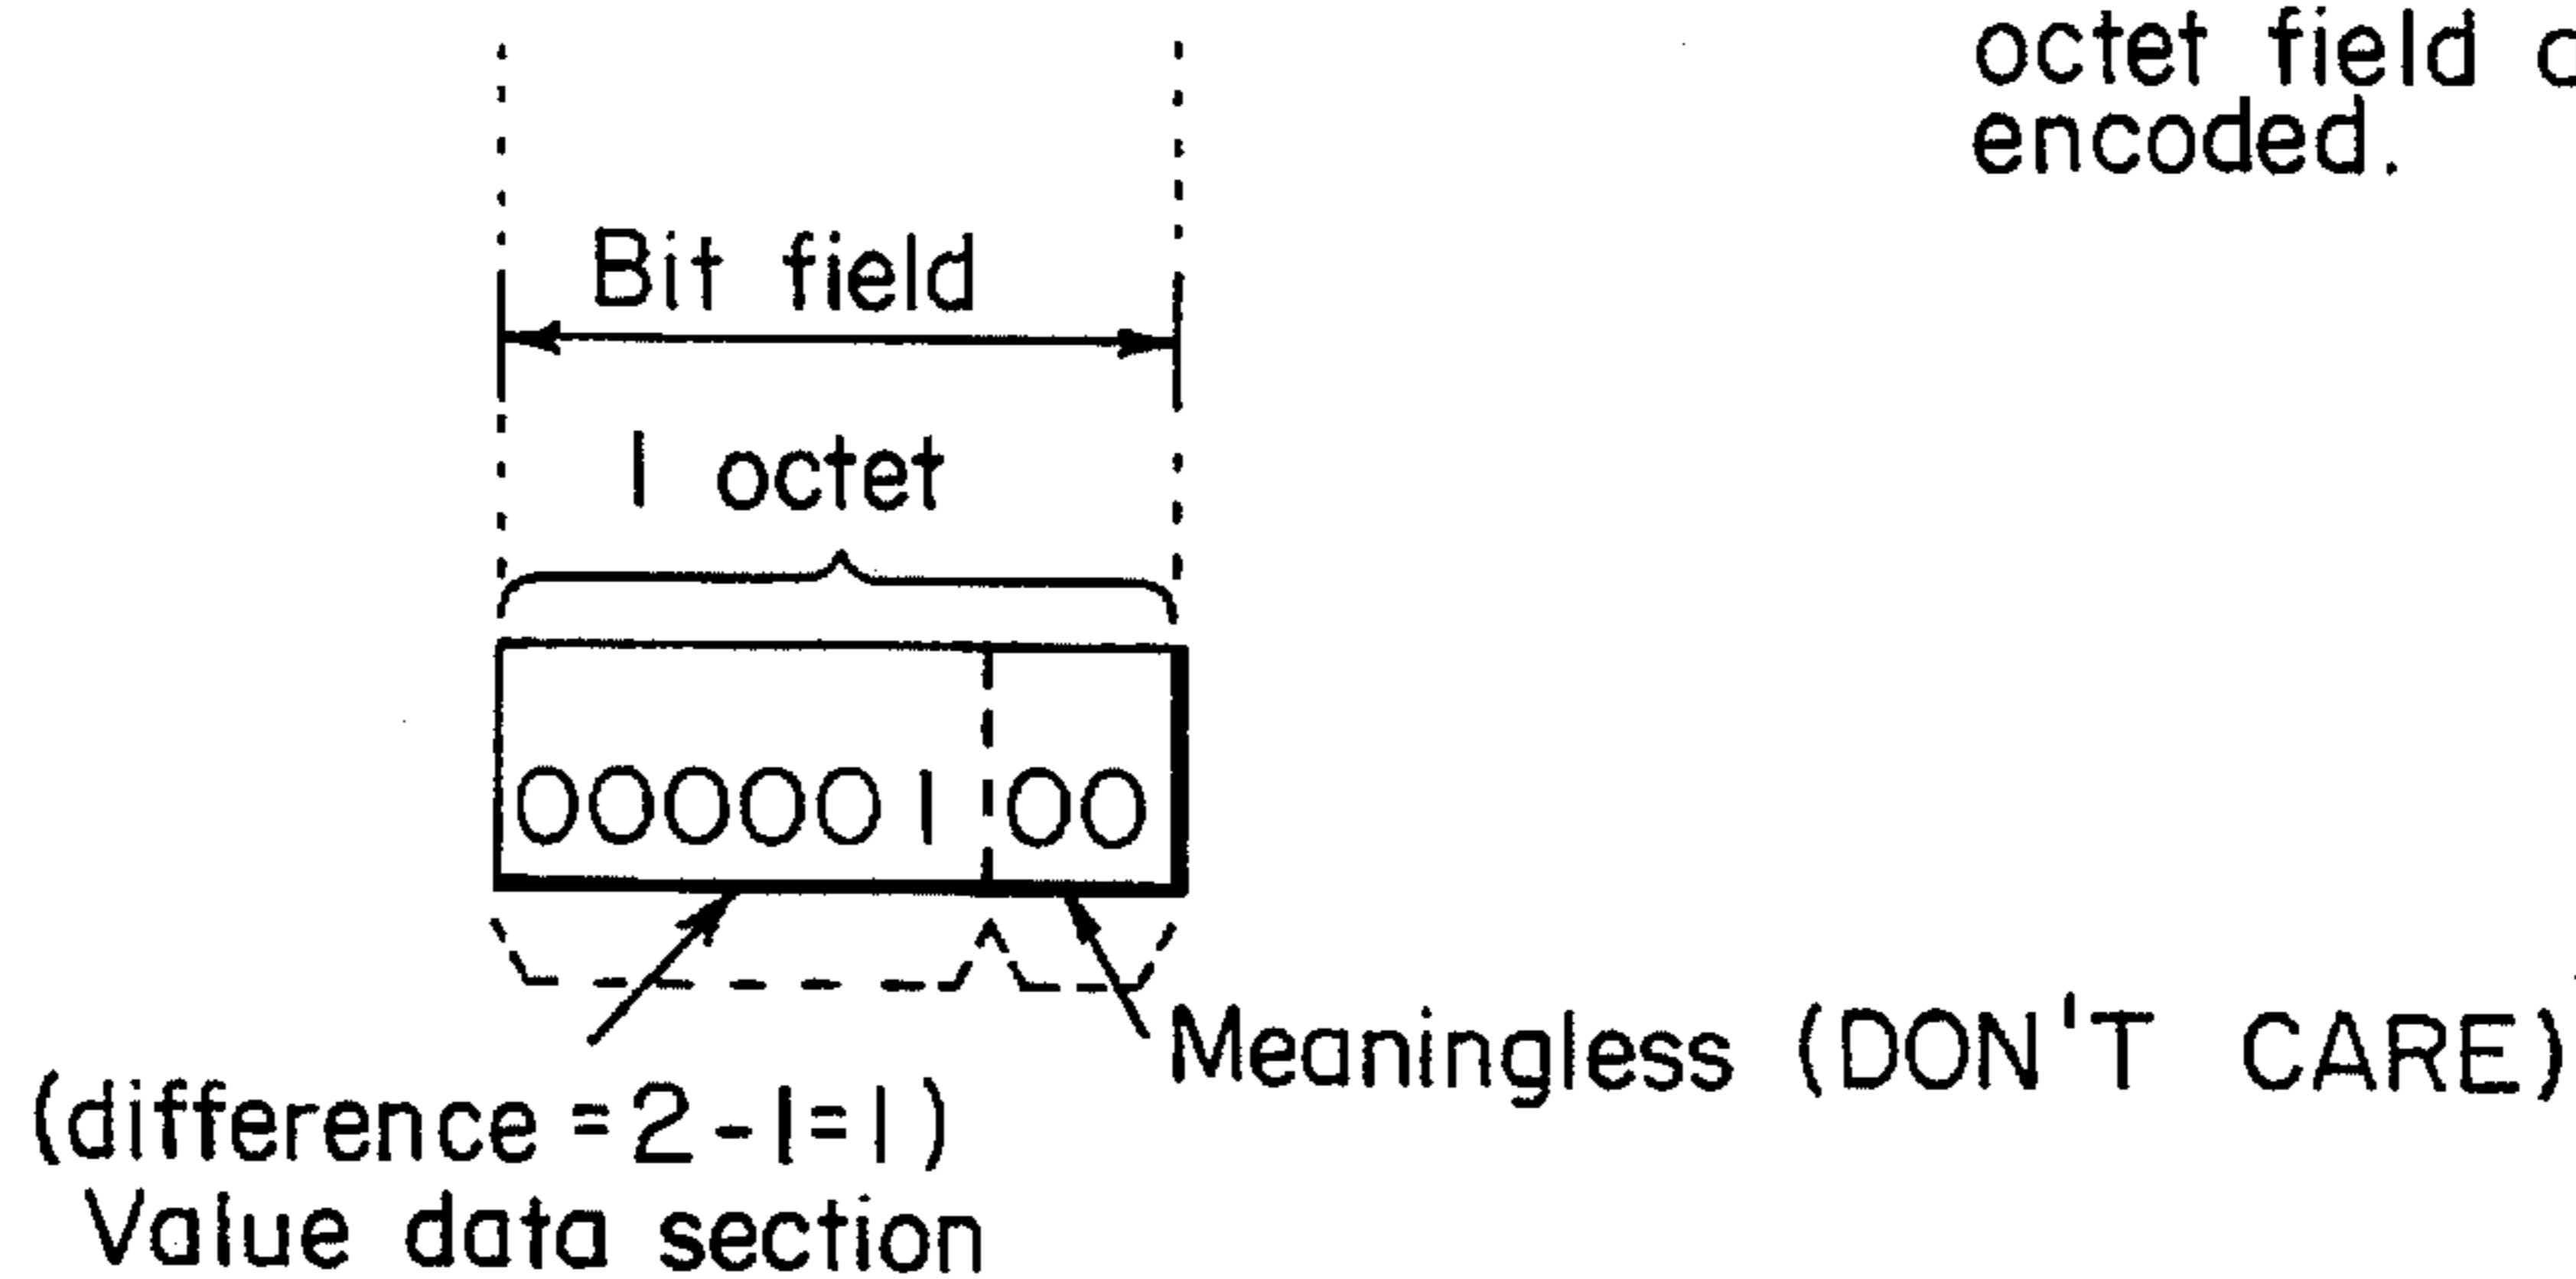 octet field
encoded.
Bit field
1 octet
000001 00
Meaningless (DON'T CARE)
(difference = 2 - 1 = 1)
Value data section